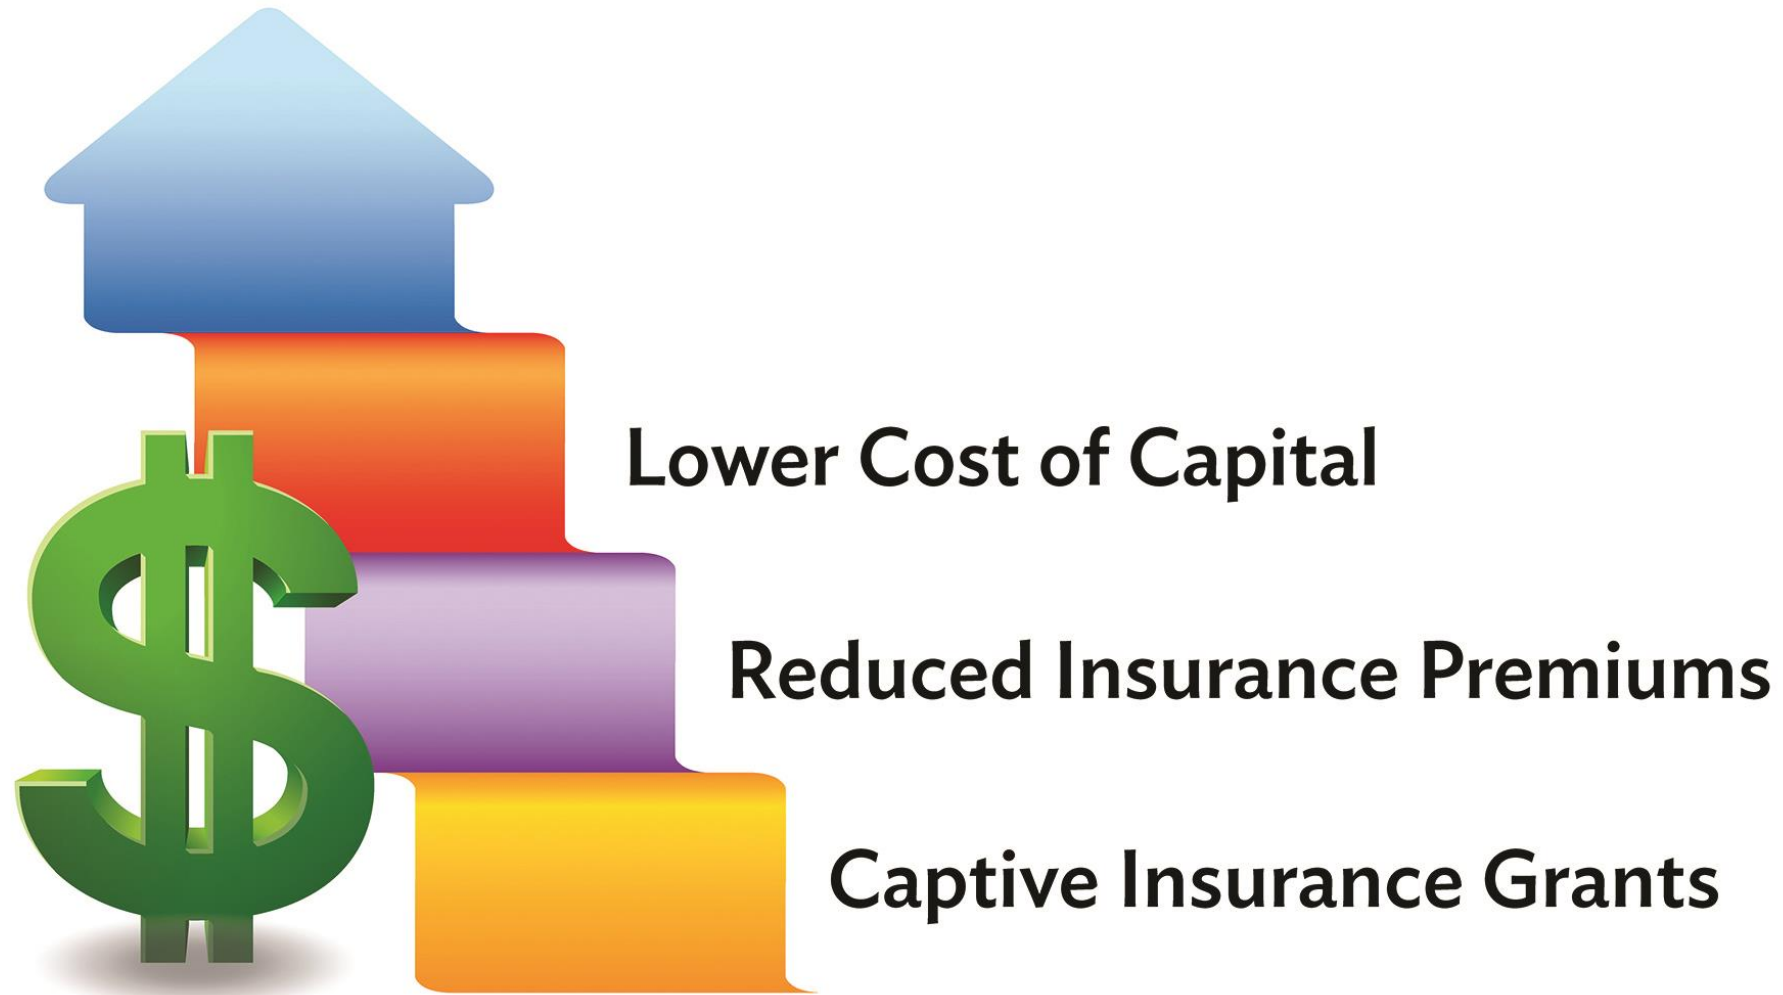 Lower Cost of Capital
Reduced Insurance Premiums
Captive Insurance Grants